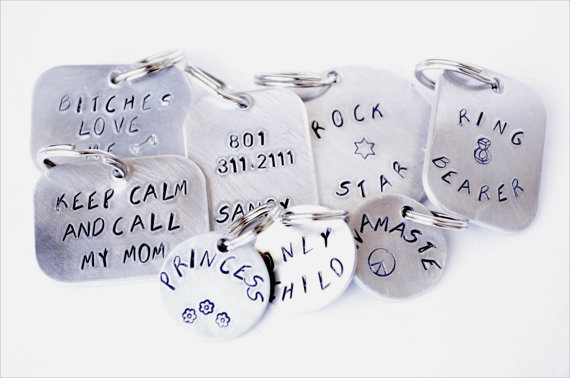 BITCHES
LOVE
ME
801
311.2111
SANDY
ROCK
STAR
RING
BEARER
KEEP CALM
AND CALL
MY MOM
PRINCESS
ONLY
CHILD
NAMASTE